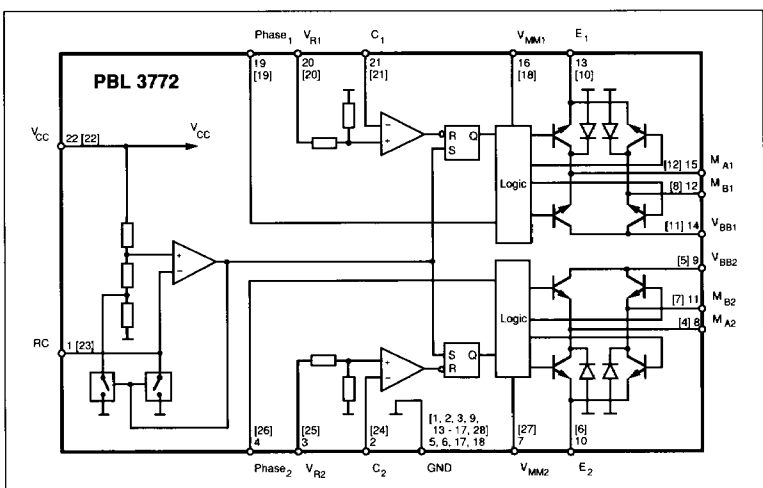 Phase1 VR1 C1 VMM1 E1
19 20 21 16 13
[19] [20] [21] [18] [10]
PBL 3772
VCC
22 [22]
VCC
R
S
Q
Logic
[12] 15 MA1
[8] 12 MB1
[11] 14 VBB1
[5] 9 VBB2
[7] 11 MB2
[4] 8 MA2
+
−
−
+
RC
1 [23]
Logic
S
R
Q
+
−
[1, 2, 3, 9,
13 - 17, 28]
5, 6, 17, 18
[26] [25] [24] [27] [6]
4 3 2 7 10
Phase2 VR2 C2 GND VMM2 E2